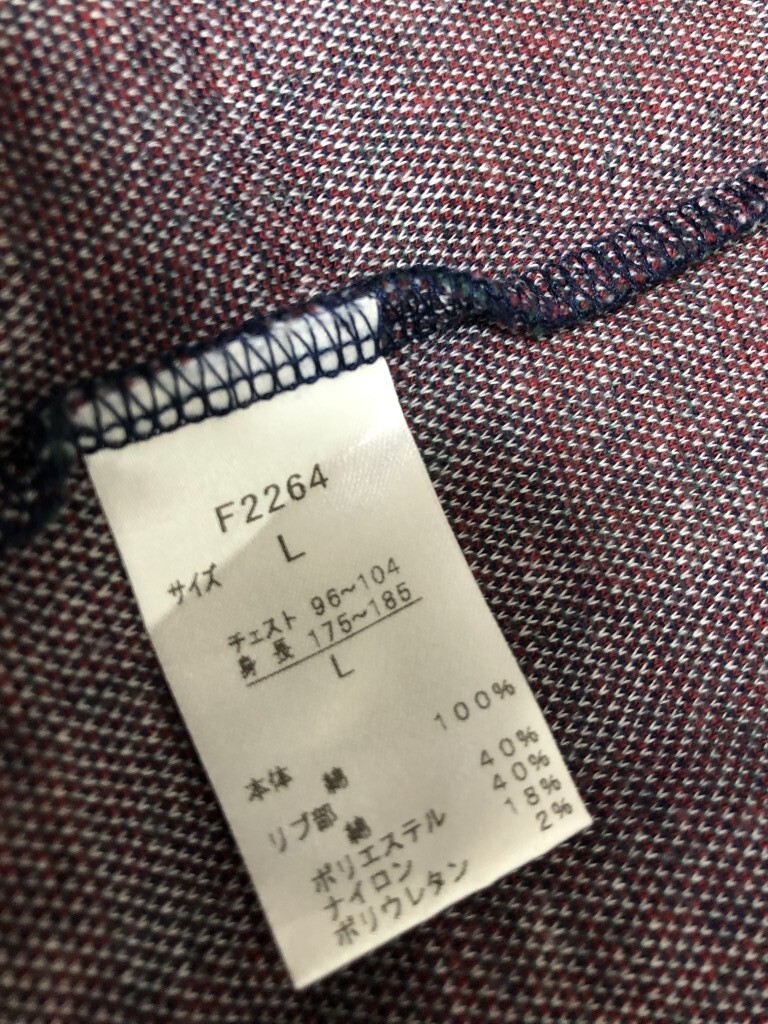 F2264
サイズ L
チェスト 96~104
身長 175~185
L
本体 綿 100%
リブ部 綿 40%
ポリエステル 40%
ナイロン 18%
ポリウレタン 2%